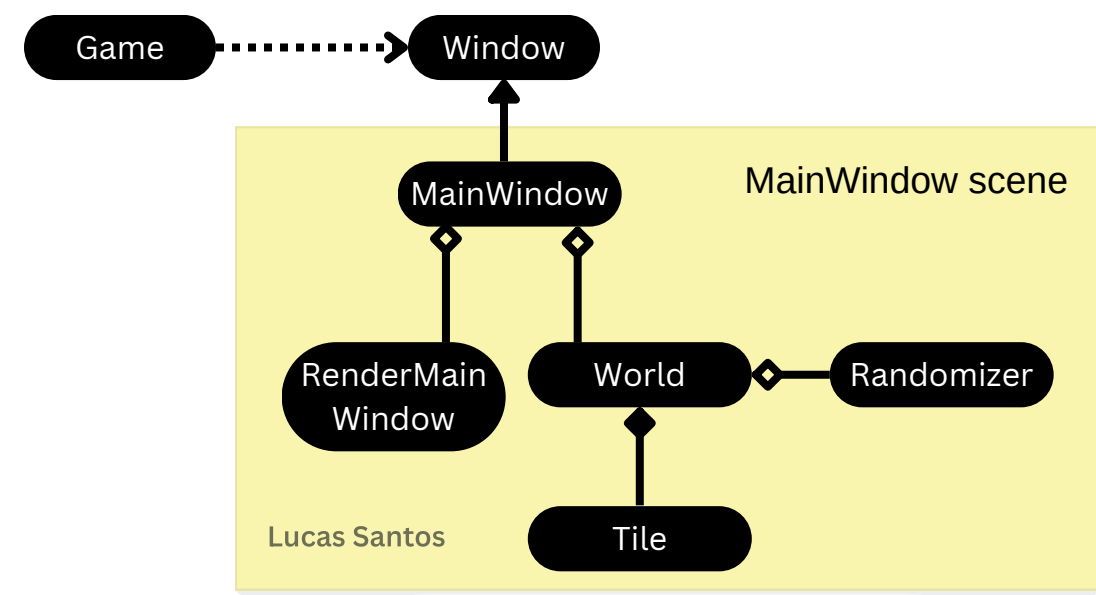 Game
Window
MainWindow scene
MainWindow
RenderMain
Window
World
Randomizer
Lucas Santos
Tile